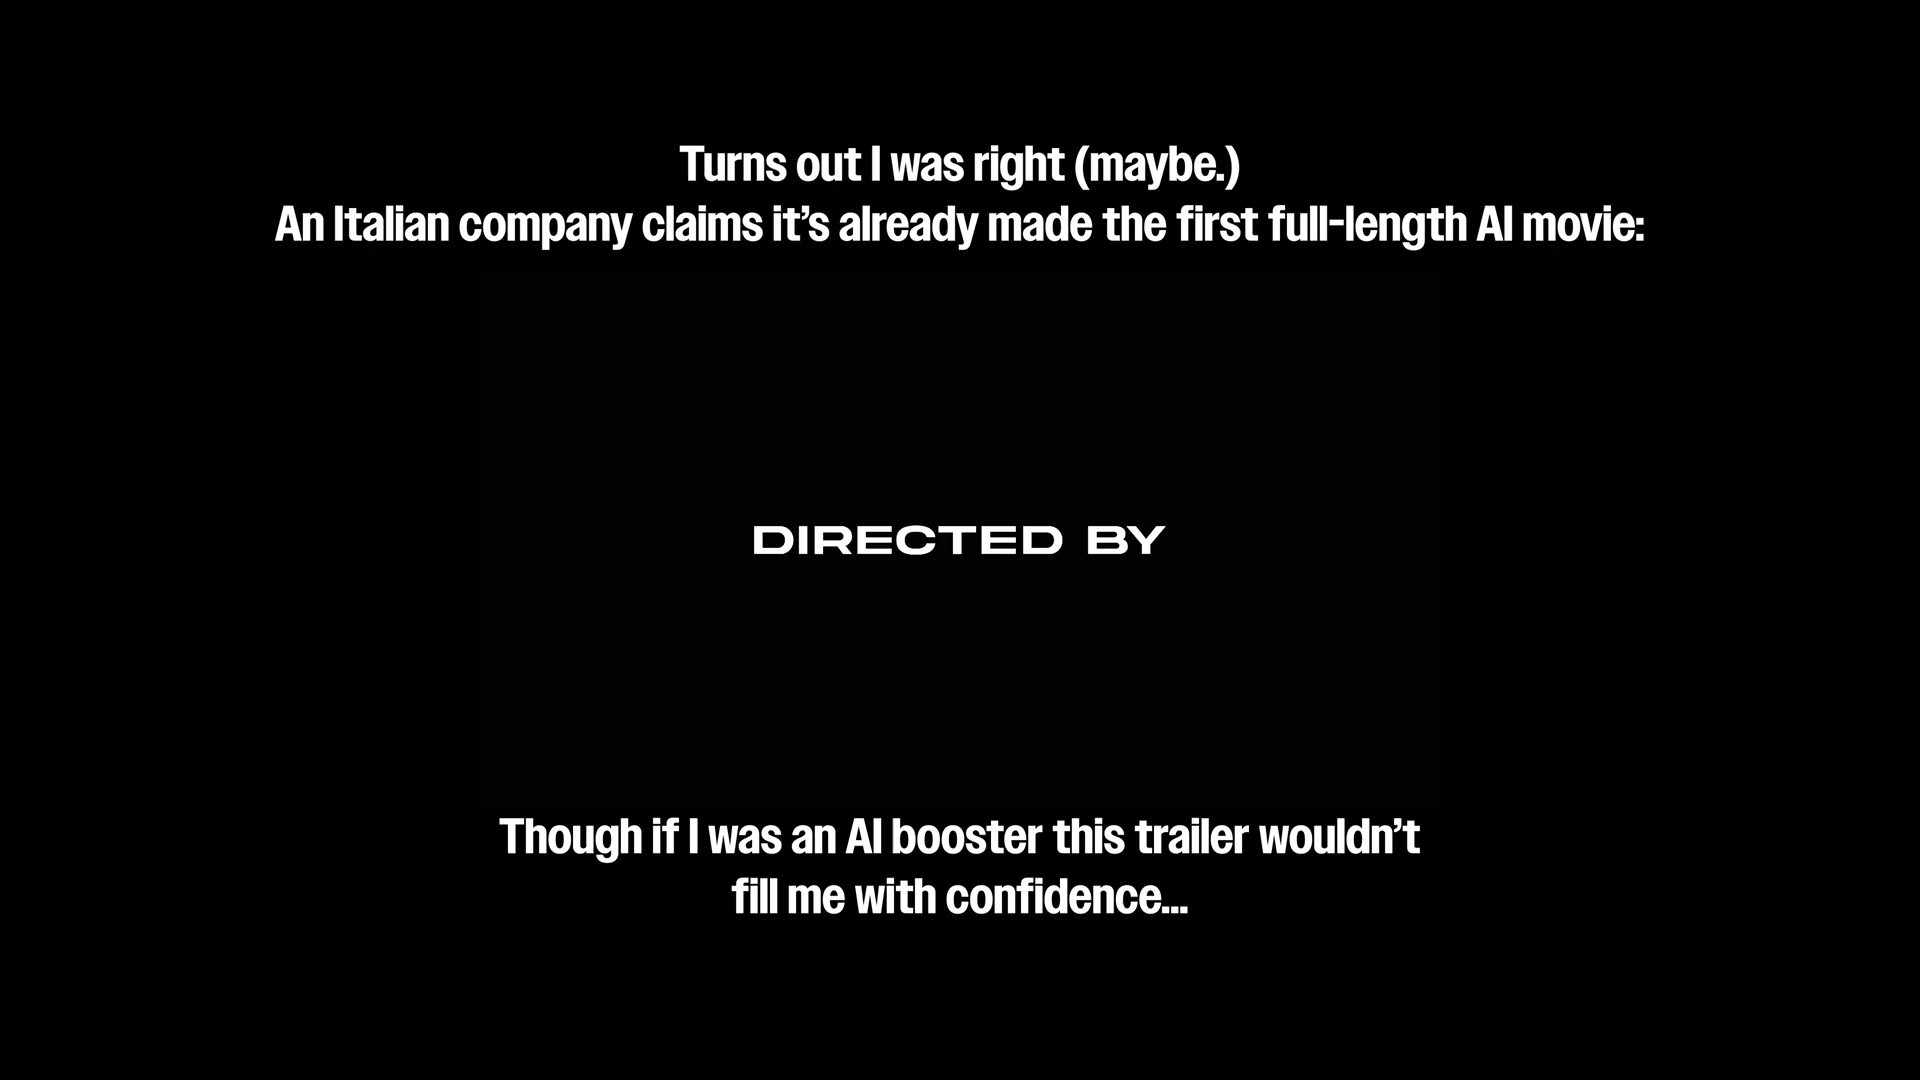 Turns out I was right (maybe.)
An Italian company claims it’s already made the first full-length AI movie:
DIRECTED BY
Though if I was an AI booster this trailer wouldn’t
fill me with confidence...